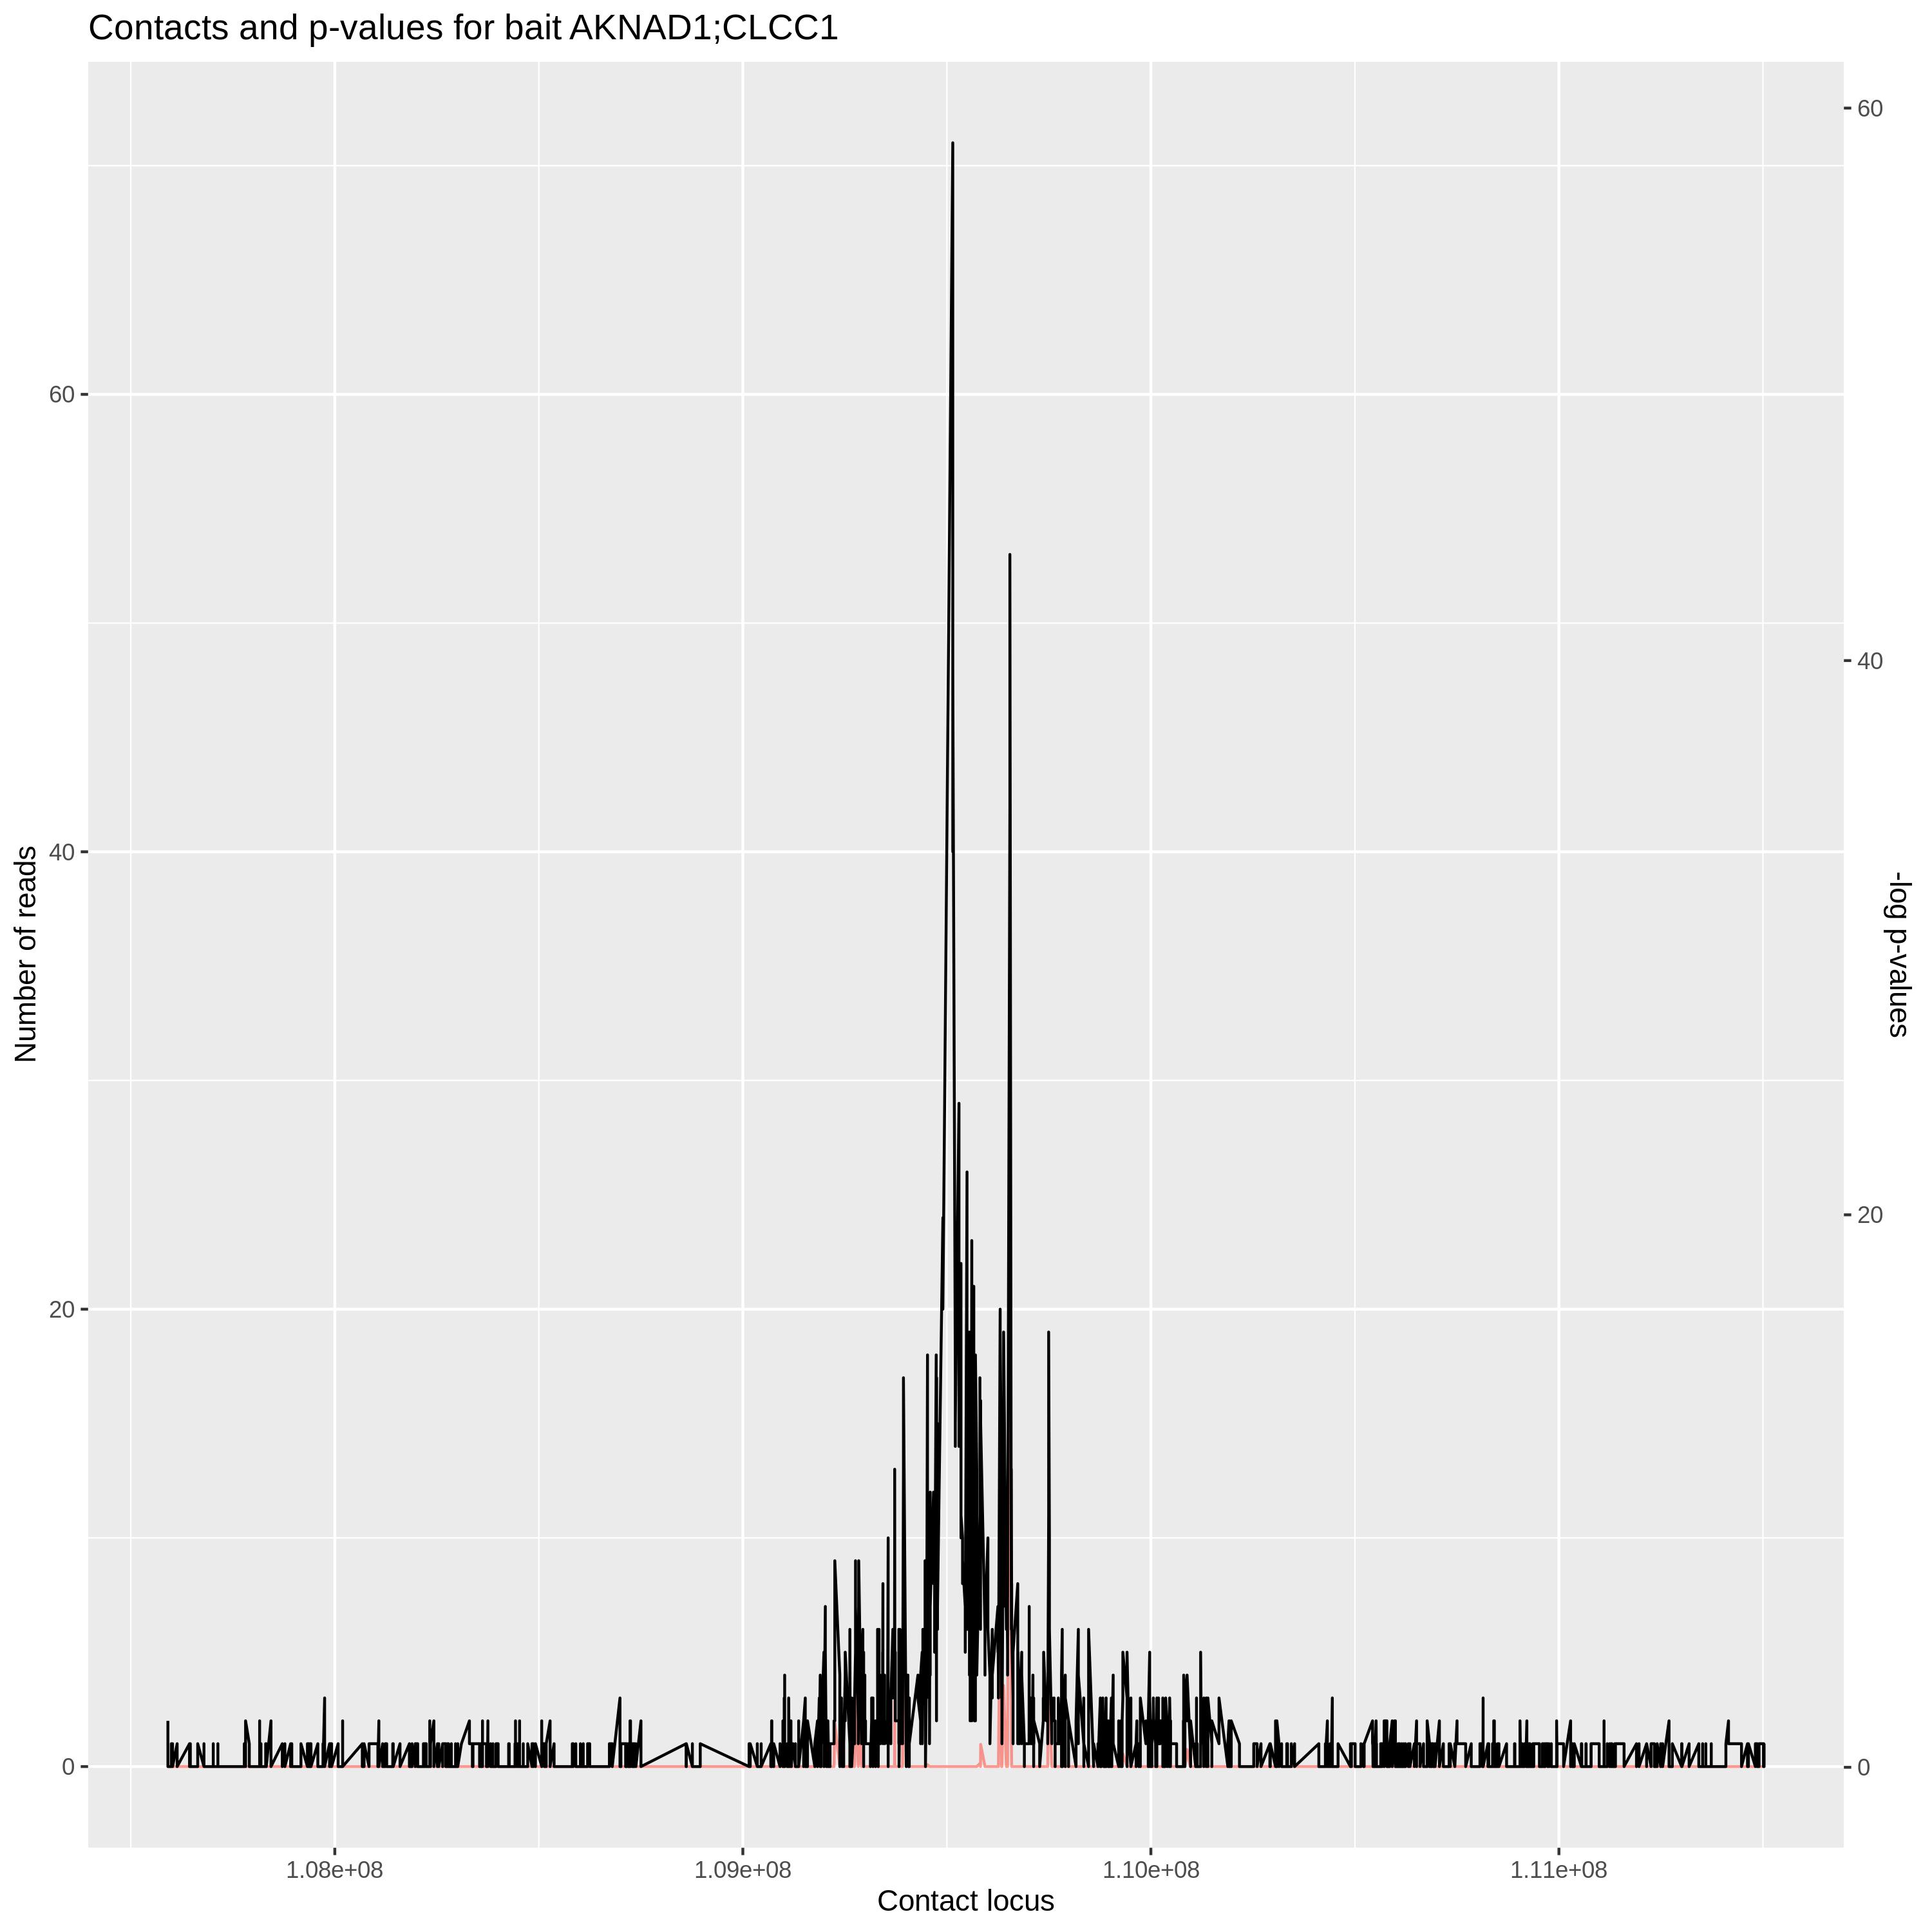 Contacts and p-values for bait AKNAD1;CLCC1
60
40
20
0
Number of reads
60
40
20
0
-log p-values
1.08e+08
1.09e+08
1.10e+08
1.11e+08
Contact locus